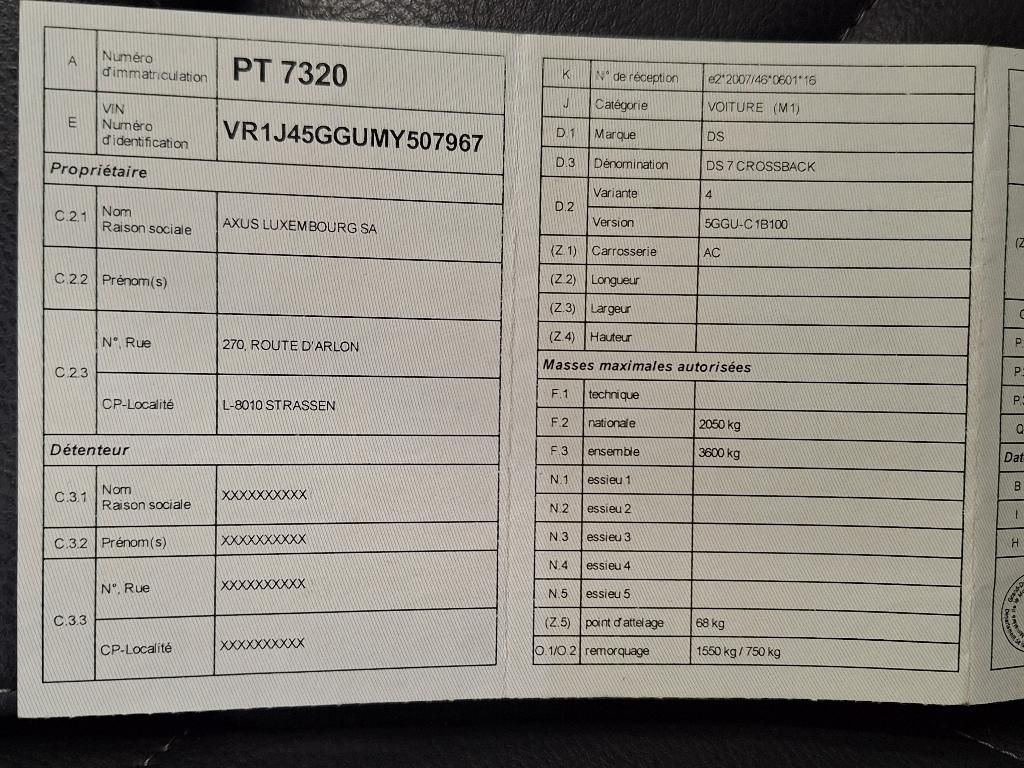 A Numéro d'immatriculation PT 7320
E VIN Numéro d'identification VR1J45GGUMY507967
Propriétaire
C.2.1 Nom Raison sociale AXUS LUXEMBOURG SA
C.2.2 Prénom(s)
C.2.3 N°, Rue 270, ROUTE D'ARLON
CP-Localité L-8010 STRASSEN
Détenteur
C.3.1 Nom Raison sociale XXXXXXXXXX
C.3.2 Prénom(s) XXXXXXXXXX
C.3.3 N°, Rue XXXXXXXXXX
CP-Localité XXXXXXXXXX
K N° de réception e2*2007/46*0601*16
J Catégorie VOITURE (M1)
D.1 Marque DS
D.3 Dénomination DS 7 CROSSBACK
D.2 Variante 4
Version 5GGU-C1B100
(Z.1) Carrosserie AC
(Z.2) Longueur
(Z.3) Largeur
(Z.4) Hauteur
Masses maximales autorisées
F.1 technique
F.2 nationale 2050 kg
F.3 ensemble 3600 kg
N.1 essieu 1
N.2 essieu 2
N.3 essieu 3
N.4 essieu 4
N.5 essieu 5
(Z.5) point d'attelage 68 kg
O.1/O.2 remorquage 1550 kg / 750 kg
Dat
B
I
H